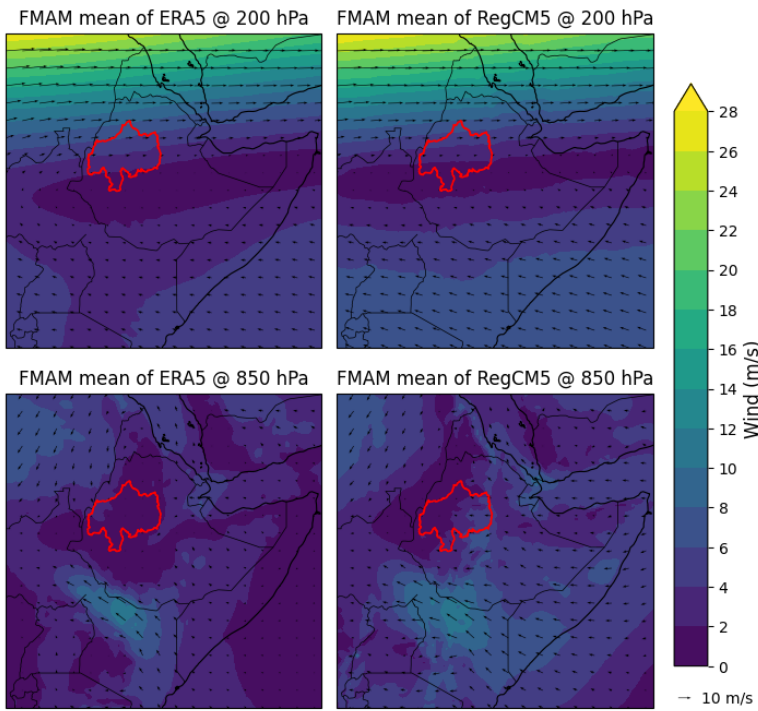 FMAM mean of ERA5 @ 200 hPa
FMAM mean of RegCM5 @ 200 hPa
FMAM mean of ERA5 @ 850 hPa
FMAM mean of RegCM5 @ 850 hPa
28
26
24
22
20
18
16
14
12
10
8
6
4
2
0
Wind (m/s)
10 m/s